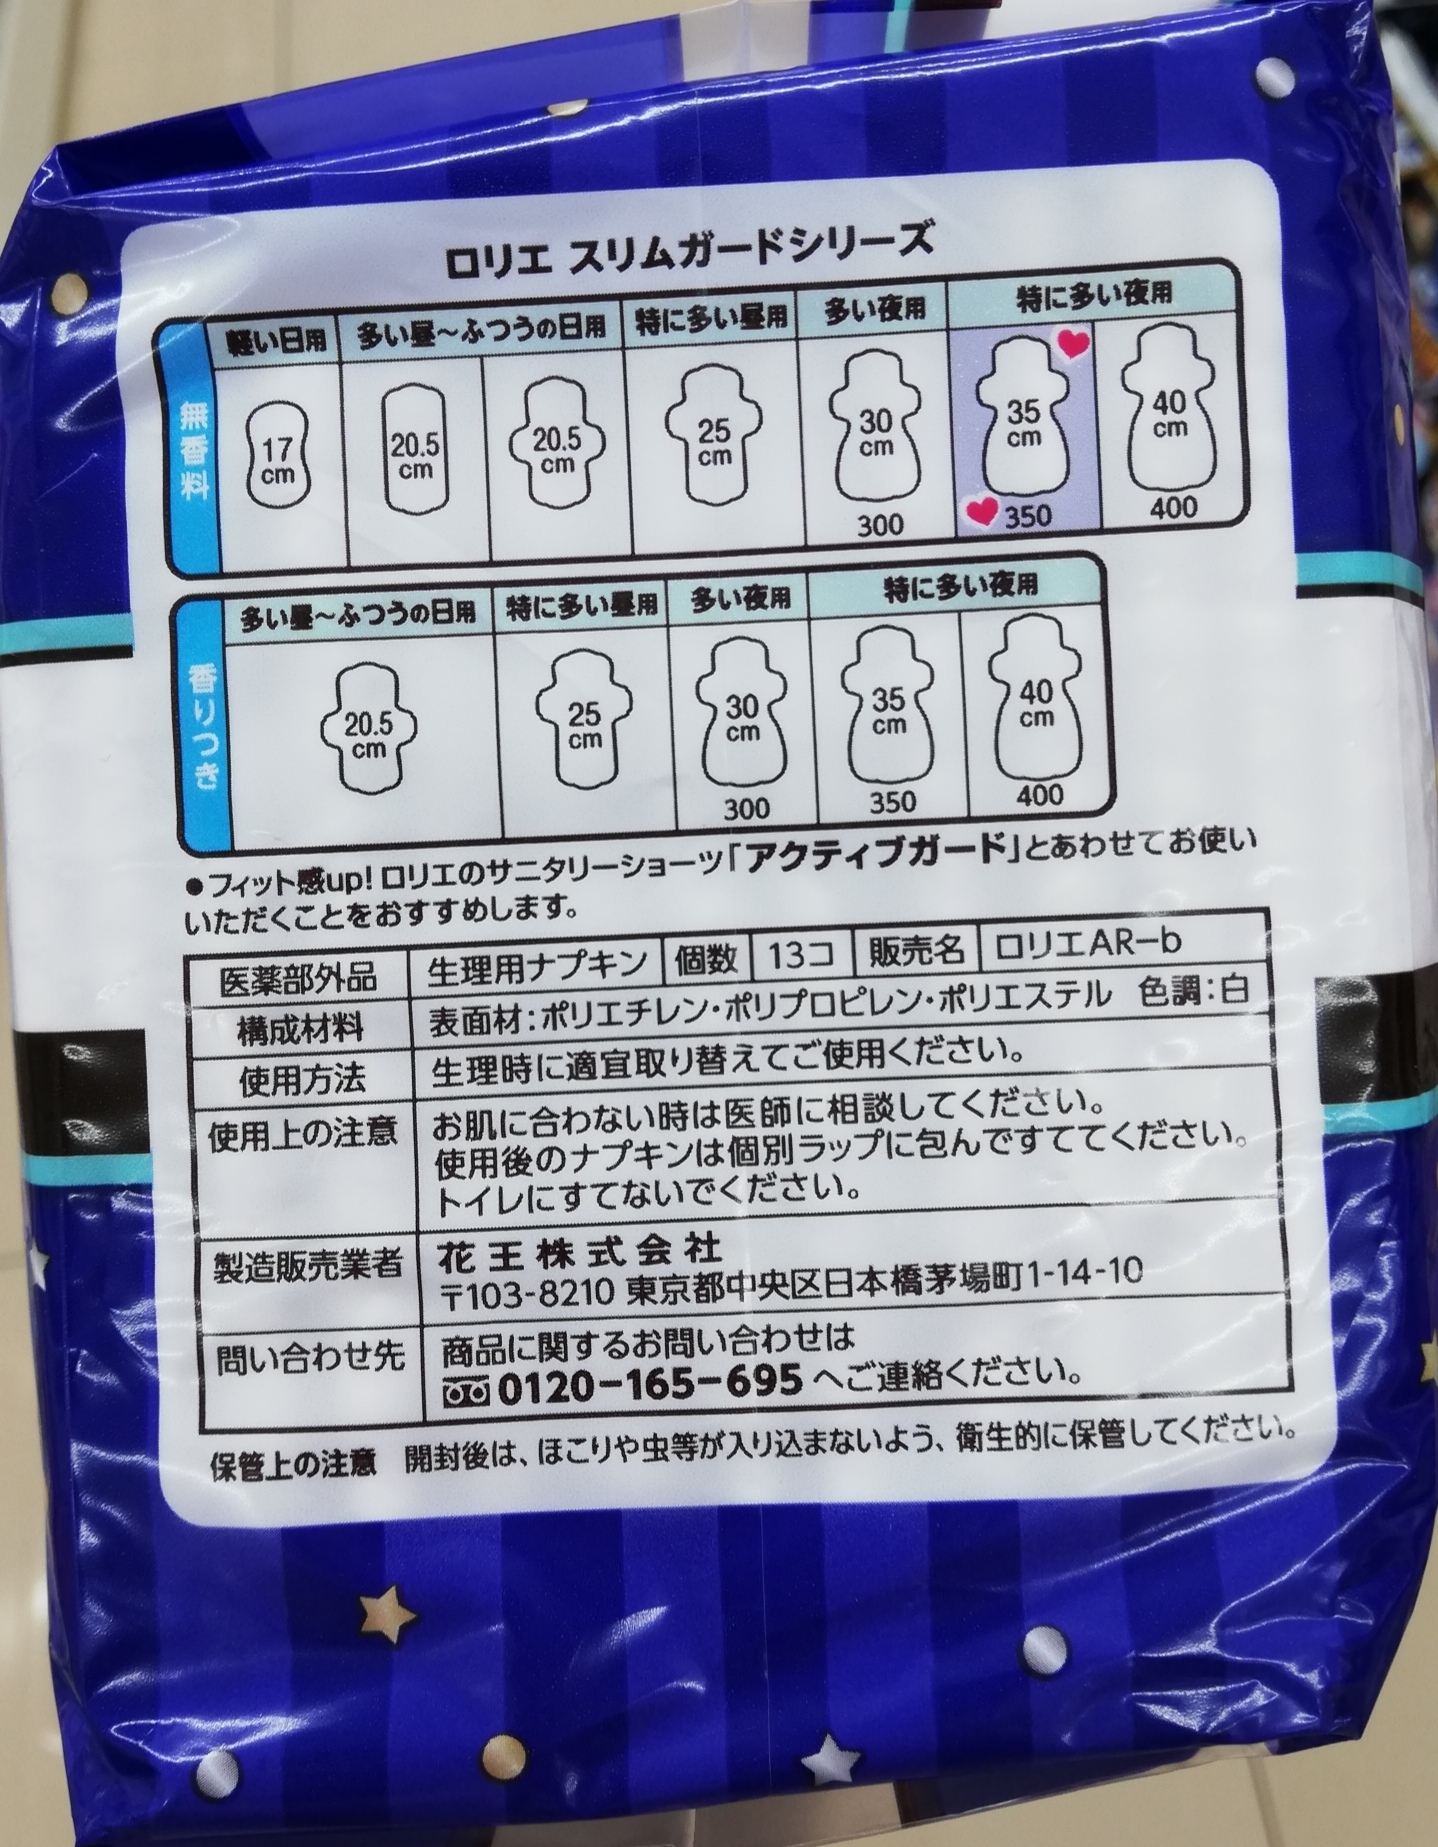 ロリエ スリムガードシリーズ
無香料
軽い日用 多い昼～ふつうの日用 特に多い昼用 多い夜用 特に多い夜用
17 cm 20.5 cm 20.5 cm 25 cm 30 cm 35 cm 40 cm
300 350 400
香りつき
多い昼～ふつうの日用 特に多い昼用 多い夜用 特に多い夜用
20.5 cm 25 cm 30 cm 35 cm 40 cm
300 350 400
●フィット感up! ロリエのサニタリーショーツ「アクティブガード」とあわせてお使い
いただくことをおすすめします。
医薬部外品 生理用ナプキン 個数 13コ 販売名 ロリエAR-b
構成材料 表面材：ポリエチレン・ポリプロピレン・ポリエステル 色調：白
使用方法 生理時に適宜取り替えてご使用ください。
使用上の注意 お肌に合わない時は医師に相談してください。
使用後のナプキンは個別ラップに包んですててください。
トイレにすてないでください。
製造販売業者 花王株式会社
〒103-8210 東京都中央区日本橋茅場町1-14-10
問い合わせ先 商品に関するお問い合わせは
0120-165-695 へご連絡ください。
保管上の注意 開封後は、ほこりや虫等が入り込まないよう、衛生的に保管してください。